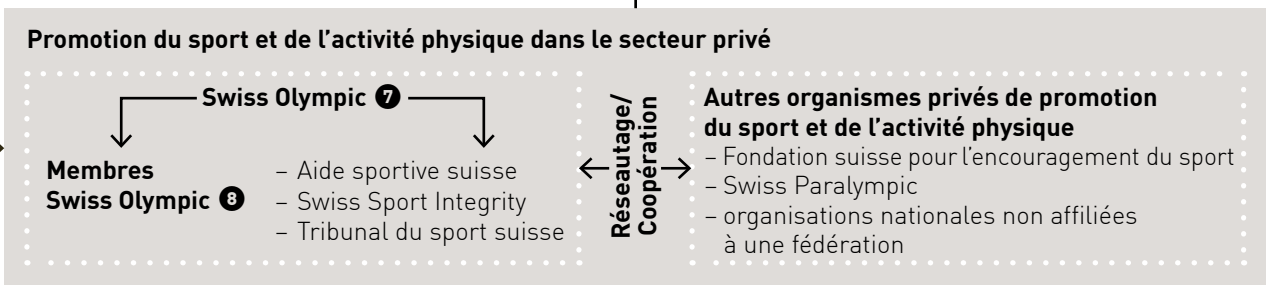 Promotion du sport et de l’activité physique dans le secteur privé
Swiss Olympic 7
Membres
Swiss Olympic 8
– Aide sportive suisse
– Swiss Sport Integrity
– Tribunal du sport suisse
Réseautage/
Coopération
Autres organismes privés de promotion
du sport et de l’activité physique
– Fondation suisse pour l’encouragement du sport
– Swiss Paralympic
– organisations nationales non affiliées
à une fédération